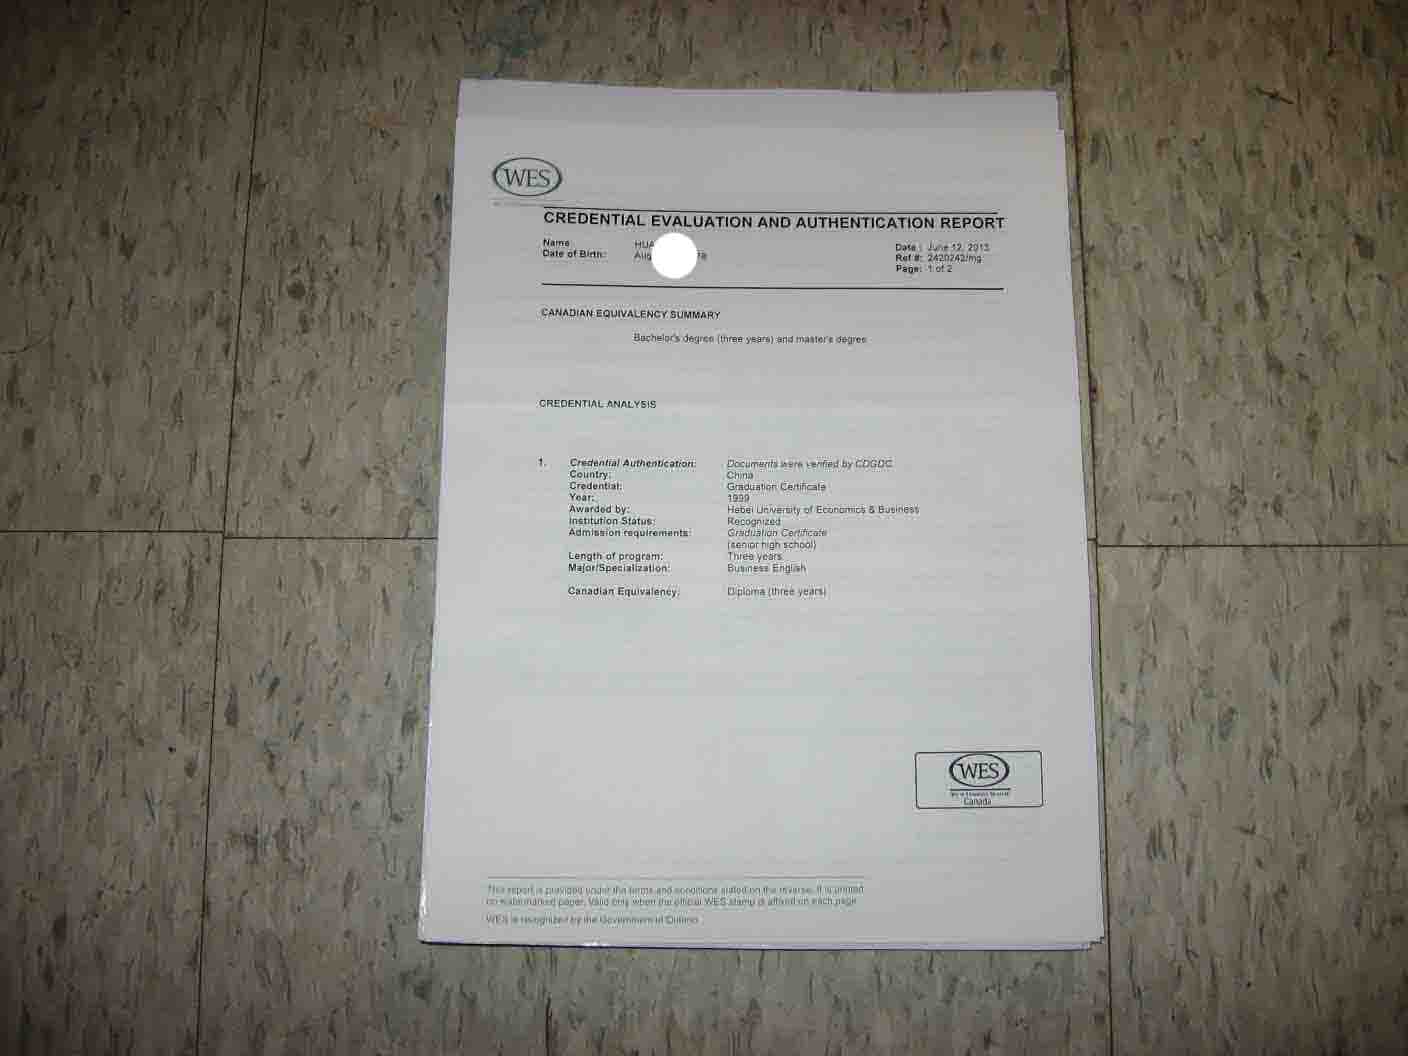 WES
CREDENTIAL EVALUATION AND AUTHENTICATION REPORT
Name HUA
Date of Birth:
Date : June 12, 2013
Ref #: 2420242/mg
Page: 1 of 2
CANADIAN EQUIVALENCY SUMMARY
Bachelor's degree (three years) and master's degree
CREDENTIAL ANALYSIS
1. Credential Authentication: Documents were verified by CDGDC
Country: China
Credential: Graduation Certificate
Year: 1999
Awarded by: Hebei University of Economics & Business
Institution Status: Recognized
Admission requirements: Graduation Certificate
(senior high school)
Length of program: Three years
Major/Specialization: Business English
Canadian Equivalency: Diploma (three years)
WES
Canada
This report is provided under the terms and conditions stated on the reverse. It is printed
on watermarked paper. Valid only when the official WES stamp is affixed on each page
WES is recognized by the Government of Ontario